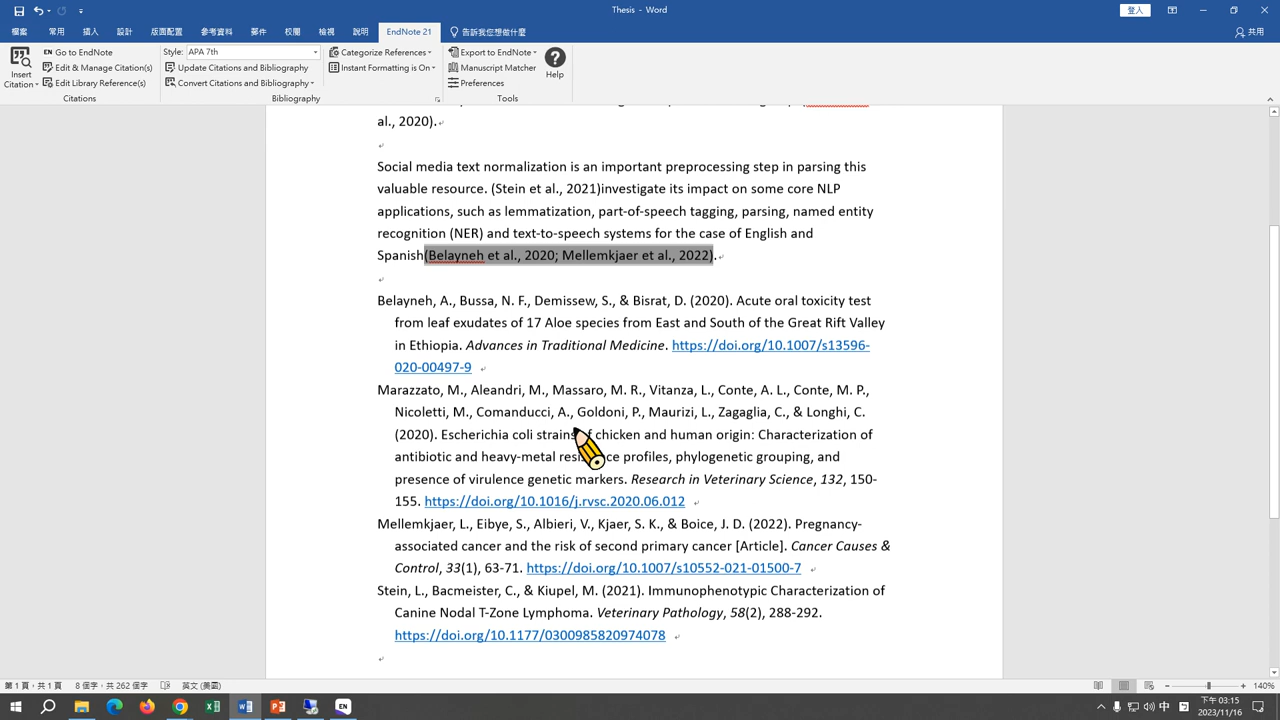 Thesis - Word
登入
檔案 常用 插入 設計 版面配置 參考資料 郵件 校閱 檢視 說明 EndNote 21 告訴我您想做什麼 共用
Insert Citation
EN Go to EndNote
Edit & Manage Citation(s)
Edit Library Reference(s)
Citations
Style: APA 7th
Update Citations and Bibliography
Convert Citations and Bibliography
Categorize References
Instant Formatting is On
Bibliography
Export to EndNote
Manuscript Matcher
Preferences
Help
Tools
al., 2020).
Social media text normalization is an important preprocessing step in parsing this
valuable resource. (Stein et al., 2021)investigate its impact on some core NLP
applications, such as lemmatization, part-of-speech tagging, parsing, named entity
recognition (NER) and text-to-speech systems for the case of English and
Spanish(Belayneh et al., 2020; Mellemkjaer et al., 2022).
Belayneh, A., Bussa, N. F., Demissew, S., & Bisrat, D. (2020). Acute oral toxicity test
from leaf exudates of 17 Aloe species from East and South of the Great Rift Valley
in Ethiopia. Advances in Traditional Medicine. https://doi.org/10.1007/s13596-
020-00497-9
Marazzato, M., Aleandri, M., Massaro, M. R., Vitanza, L., Conte, A. L., Conte, M. P.,
Nicoletti, M., Comanducci, A., Goldoni, P., Maurizi, L., Zagaglia, C., & Longhi, C.
(2020). Escherichia coli strains of chicken and human origin: Characterization of
antibiotic and heavy-metal resistance profiles, phylogenetic grouping, and
presence of virulence genetic markers. Research in Veterinary Science, 132, 150-
155. https://doi.org/10.1016/j.rvsc.2020.06.012
Mellemkjaer, L., Eibye, S., Albieri, V., Kjaer, S. K., & Boice, J. D. (2022). Pregnancy-
associated cancer and the risk of second primary cancer [Article]. Cancer Causes &
Control, 33(1), 63-71. https://doi.org/10.1007/s10552-021-01500-7
Stein, L., Bacmeister, C., & Kiupel, M. (2021). Immunophenotypic Characterization of
Canine Nodal T-Zone Lymphoma. Veterinary Pathology, 58(2), 288-292.
https://doi.org/10.1177/0300985820974078
第 1 頁，共 1 頁 8 個字，共 262 個字 英文 (美國) 140%
中
下午 03:15
2023/11/16